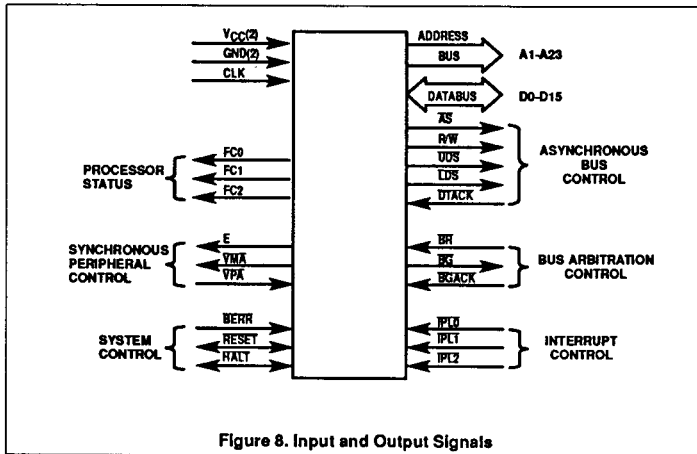 VCC(2)
GND(2)
CLK
ADDRESS
BUS
A1-A23
DATABUS
D0-D15
AS
R/W
UDS
LDS
DTACK
ASYNCHRONOUS
BUS
CONTROL
PROCESSOR
STATUS
FC0
FC1
FC2
SYNCHRONOUS
PERIPHERAL
CONTROL
E
VMA
VPA
BR
BG
BGACK
BUS ARBITRATION
CONTROL
SYSTEM
CONTROL
BERR
RESET
HALT
IPL0
IPL1
IPL2
INTERRUPT
CONTROL
Figure 8. Input and Output Signals